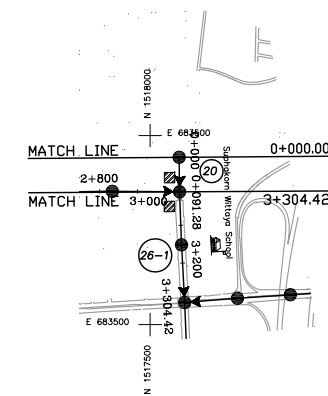 N 1518000
E 683500
MATCH LINE
0+000.00
0+000
20
Suphakorn Wittaya School
2+800
MATCH LINE
3+000
0+091.28
3+304.42
3+200
26-1
3+304.42
E 683500
N 1517500